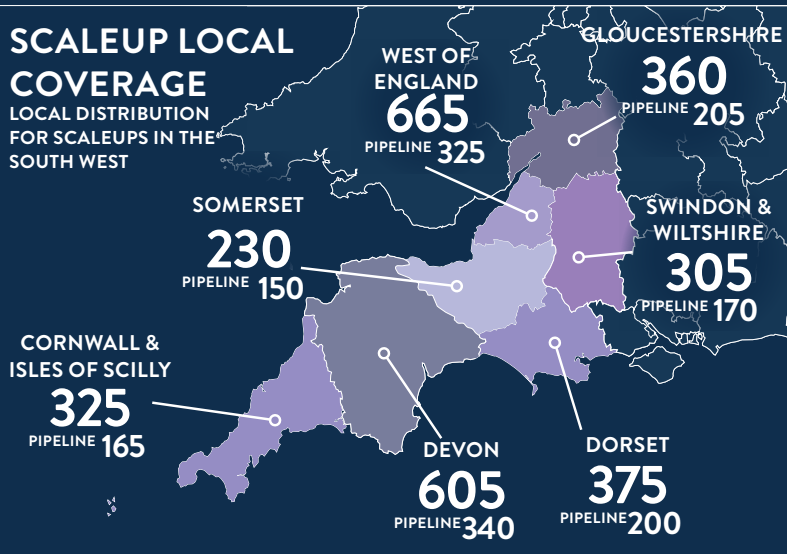 SCALEUP LOCAL
COVERAGE
LOCAL DISTRIBUTION
FOR SCALEUPS IN THE
SOUTH WEST
WEST OF
ENGLAND
665
PIPELINE 325
GLOUCESTERSHIRE
360
PIPELINE 205
SOMERSET
230
PIPELINE 150
SWINDON &
WILTSHIRE
305
PIPELINE 170
CORNWALL &
ISLES OF SCILLY
325
PIPELINE 165
DEVON
605
PIPELINE 340
DORSET
375
PIPELINE 200